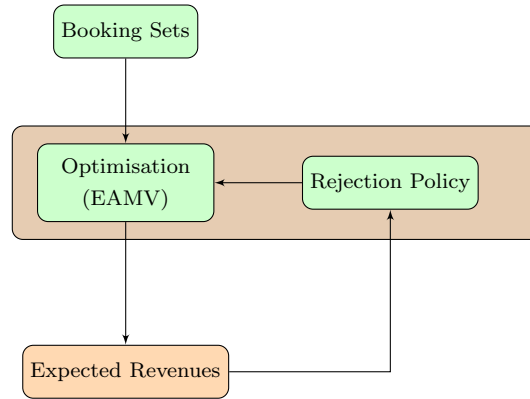 Booking Sets
Optimisation
(EAMV)
Rejection Policy
Expected Revenues